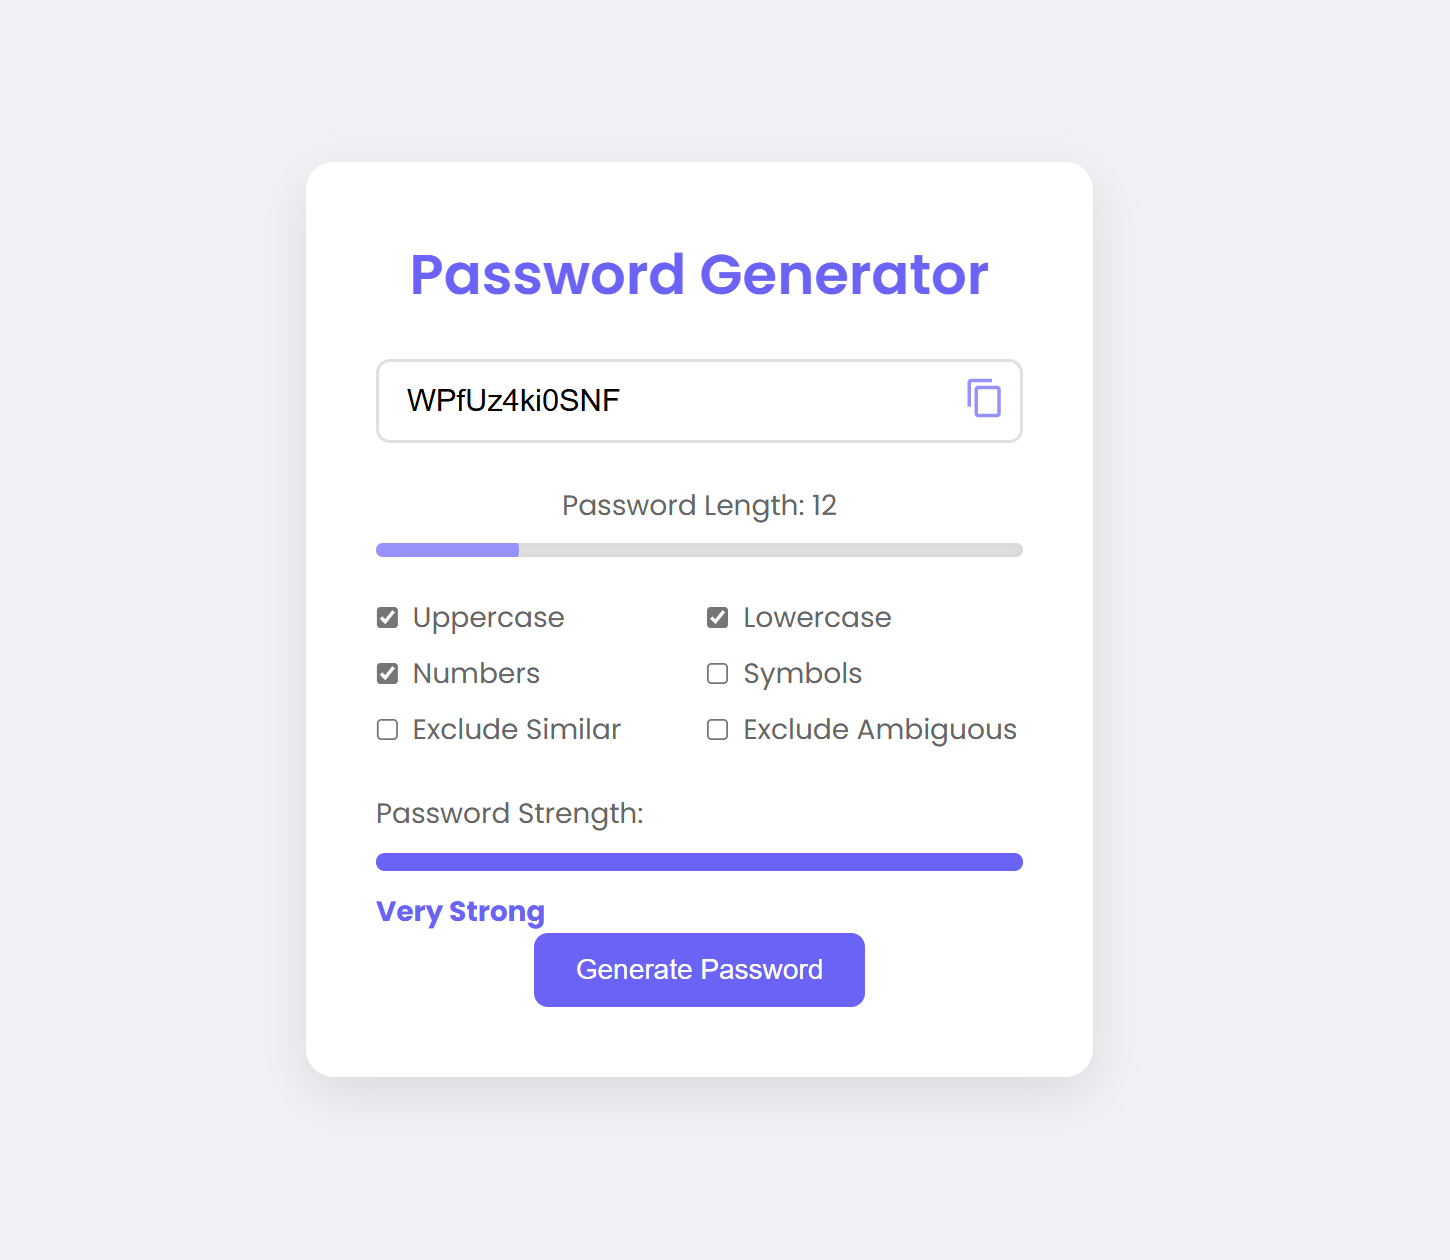 Password Generator
WPfUz4ki0SNF
Password Length: 12
Uppercase
Lowercase
Numbers
Symbols
Exclude Similar
Exclude Ambiguous
Password Strength:
Very Strong
Generate Password